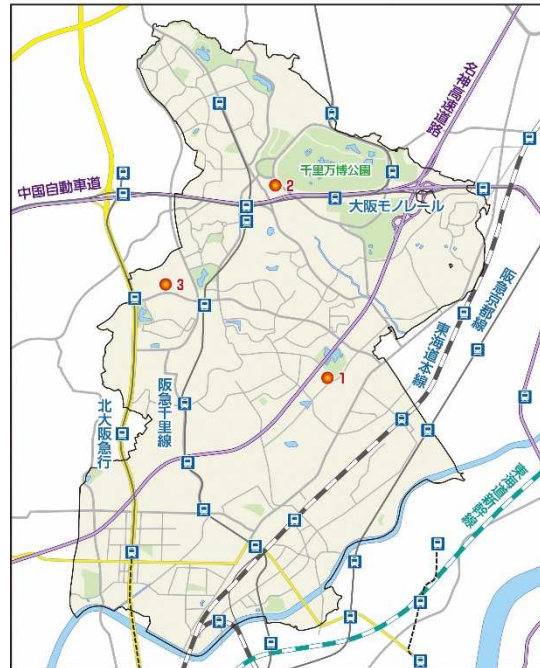 名神高速道路
千里万博公園
中国自動車道
2
大阪モノレール
3
阪急京都線
東海道本線
1
阪急千里線
北大阪急行
東海道新幹線